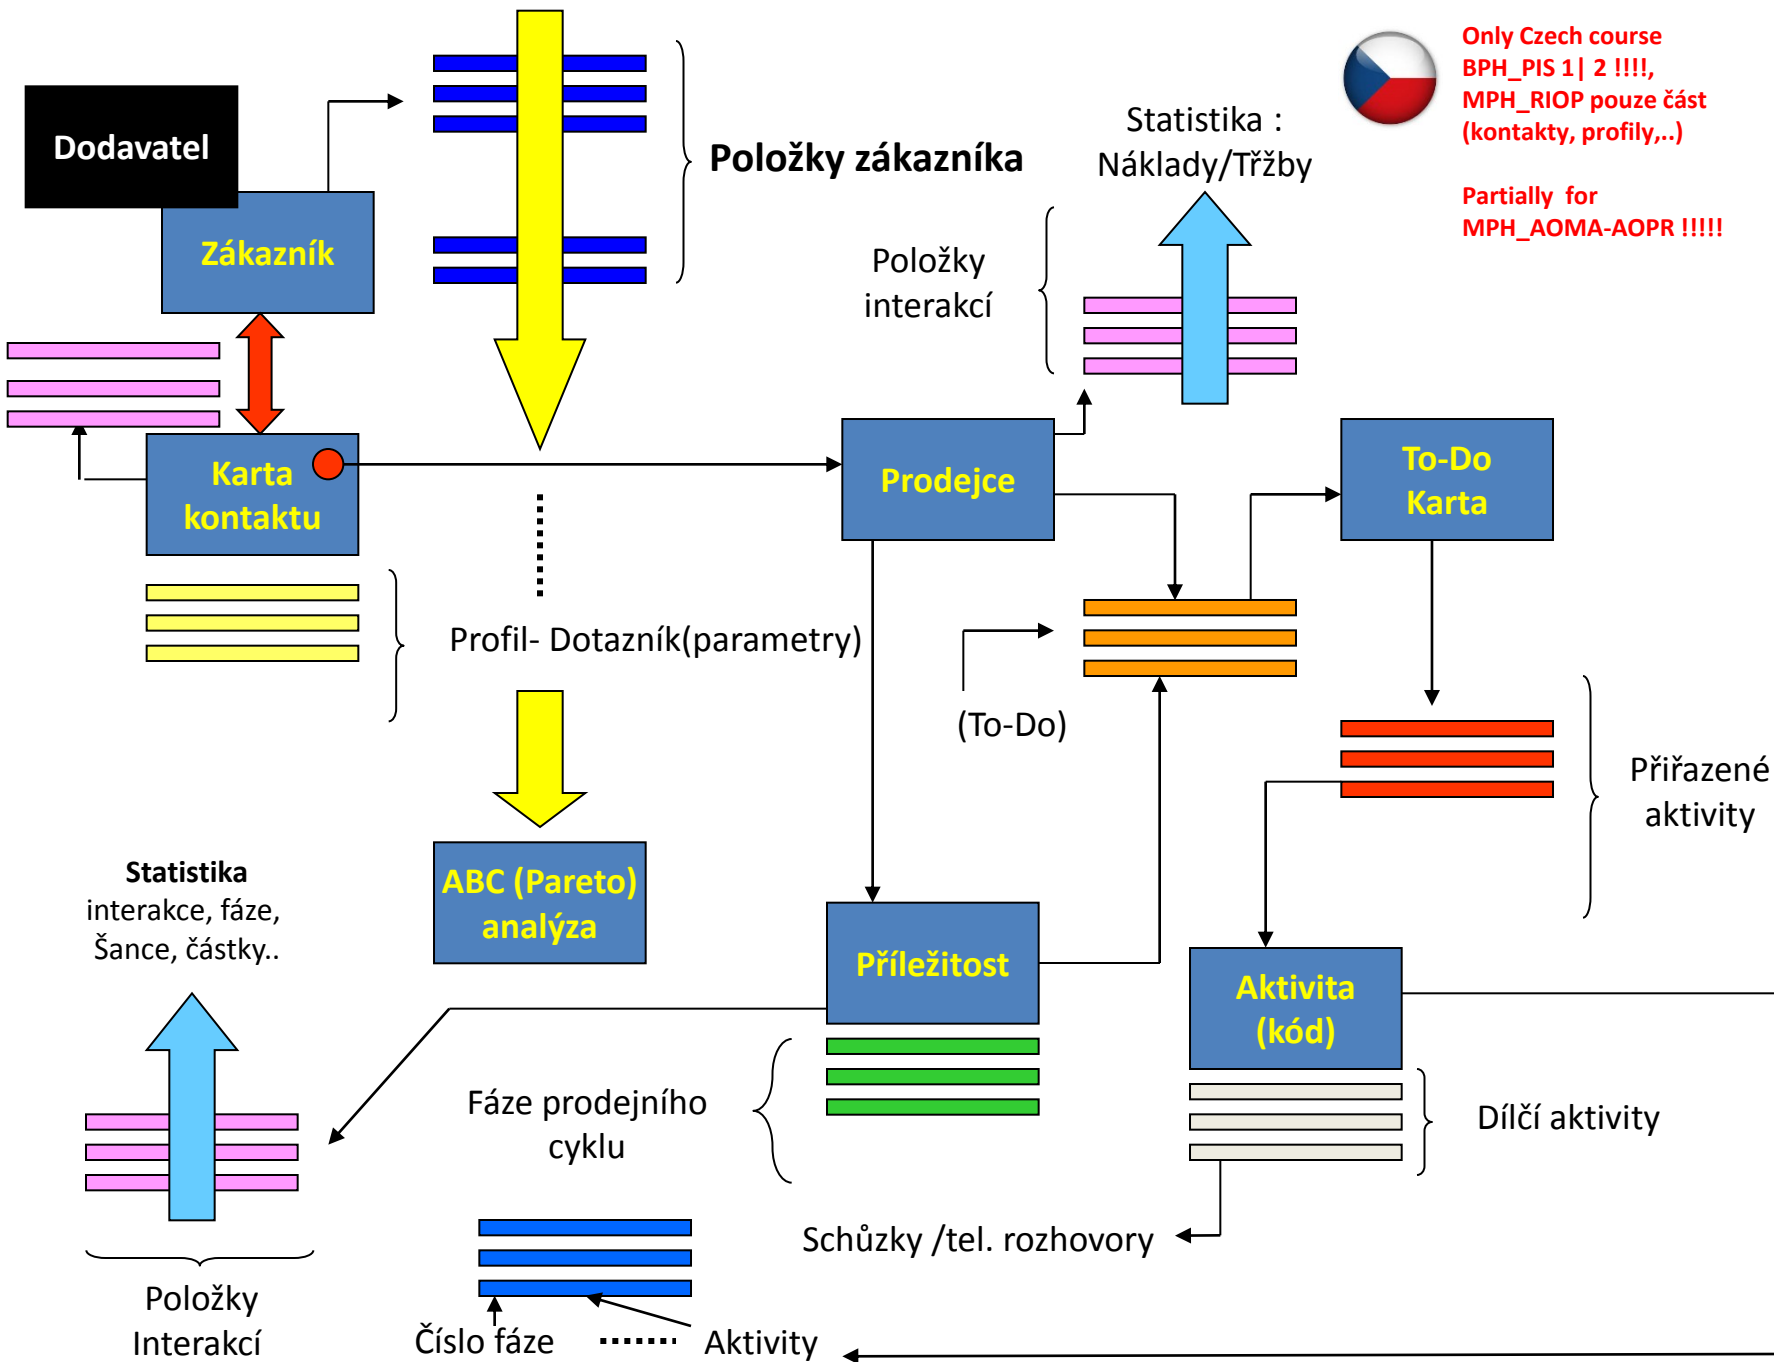 Only Czech course
BPH_PIS 1| 2 !!!!,
MPH_RIOP pouze část
(kontakty, profily,..)
Partially for
MPH_AOMA-AOPR !!!!!
Dodavatel
Zákazník
Položky zákazníka
Statistika :
Náklady/Třžby
Položky
interakcí
Karta
kontaktu
Prodejce
To-Do
Karta
Profil- Dotazník(parametry)
(To-Do)
Přiřazené
aktivity
ABC (Pareto)
analýza
Statistika
interakce, fáze,
Šance, částky..
Příležitost
Aktivita
(kód)
Fáze prodejního
cyklu
Dílčí aktivity
Schůzky /tel. rozhovory
Položky
Interakcí
Číslo fáze
Aktivity